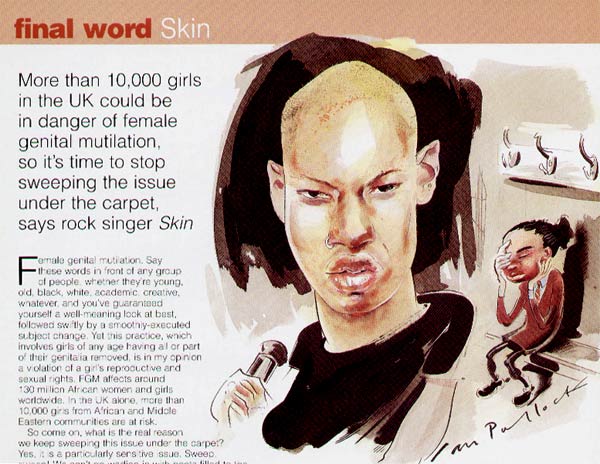 final word Skin
More than 10,000 girls
in the UK could be
in danger of female
genital mutilation,
so it's time to stop
sweeping the issue
under the carpet,
says rock singer Skin
Female genital mutilation. Say
these words in front of any group
of people, whether they're young,
old, black, white, academic, creative,
whatever, and you've guaranteed
yourself a well-meaning look at best,
followed swiftly by a smoothly-executed
subject change. Yet this practice, which
involves girls of any age having all or part
of their genitalia removed, is in my opinion
a violation of a girl's reproductive and
sexual rights. FGM affects around
130 million African women and girls
worldwide. In the UK alone, more than
10,000 girls from African and Middle
Eastern communities are at risk.
So come on, what is the real reason
we keep sweeping this issue under the carpet?
Yes, it is a particularly sensitive issue. Sweep,
sweep! We can't go wading in with
Ian Pollock